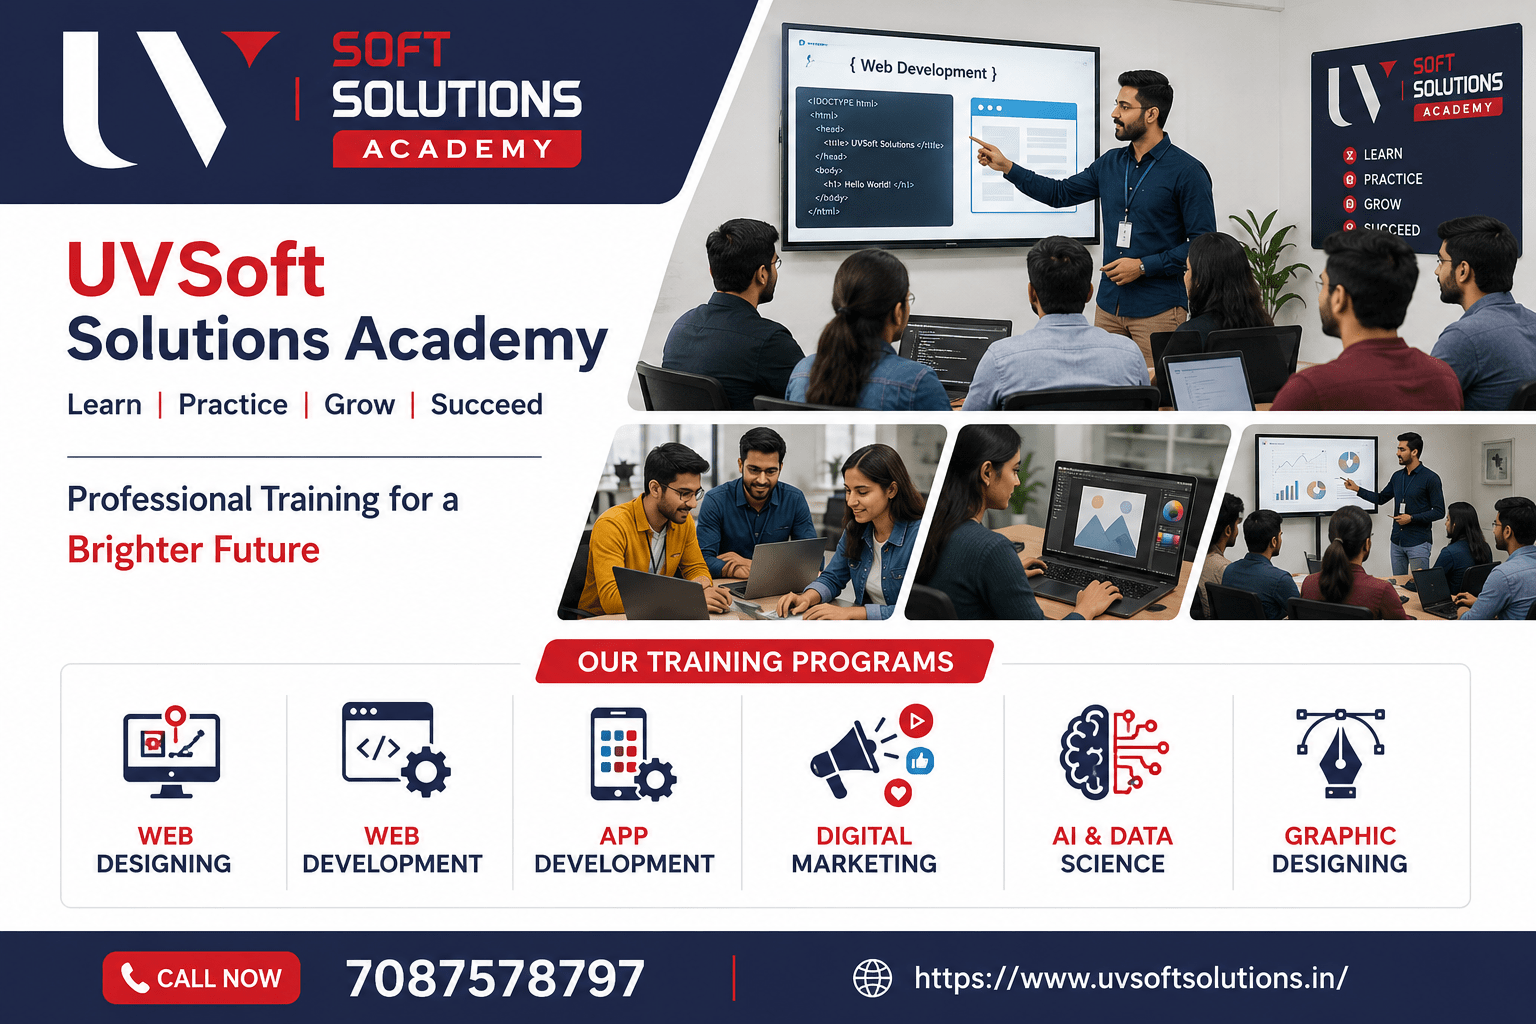 UV SOFT
SOLUTIONS
ACADEMY
{ Web Development }
<!DOCTYPE html>
<html>
<head>
<title> UVSoft Solutions </title>
</head>
<body>
<h1> Hello World! </h1>
</body>
</html>
UV SOFT
SOLUTIONS
ACADEMY
LEARN
PRACTICE
GROW
SUCCEED
UVSoft
Solutions Academy
Learn | Practice | Grow | Succeed
Professional Training for a
Brighter Future
OUR TRAINING PROGRAMS
WEB
DESIGNING
WEB
DEVELOPMENT
APP
DEVELOPMENT
DIGITAL
MARKETING
AI & DATA
SCIENCE
GRAPHIC
DESIGNING
CALL NOW
7087578797
https://www.uvsoftsolutions.in/